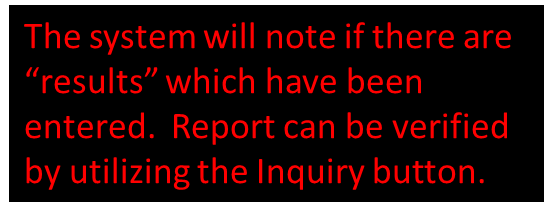 The system will note if there are
“results” which have been
entered.  Report can be verified
by utilizing the Inquiry button.